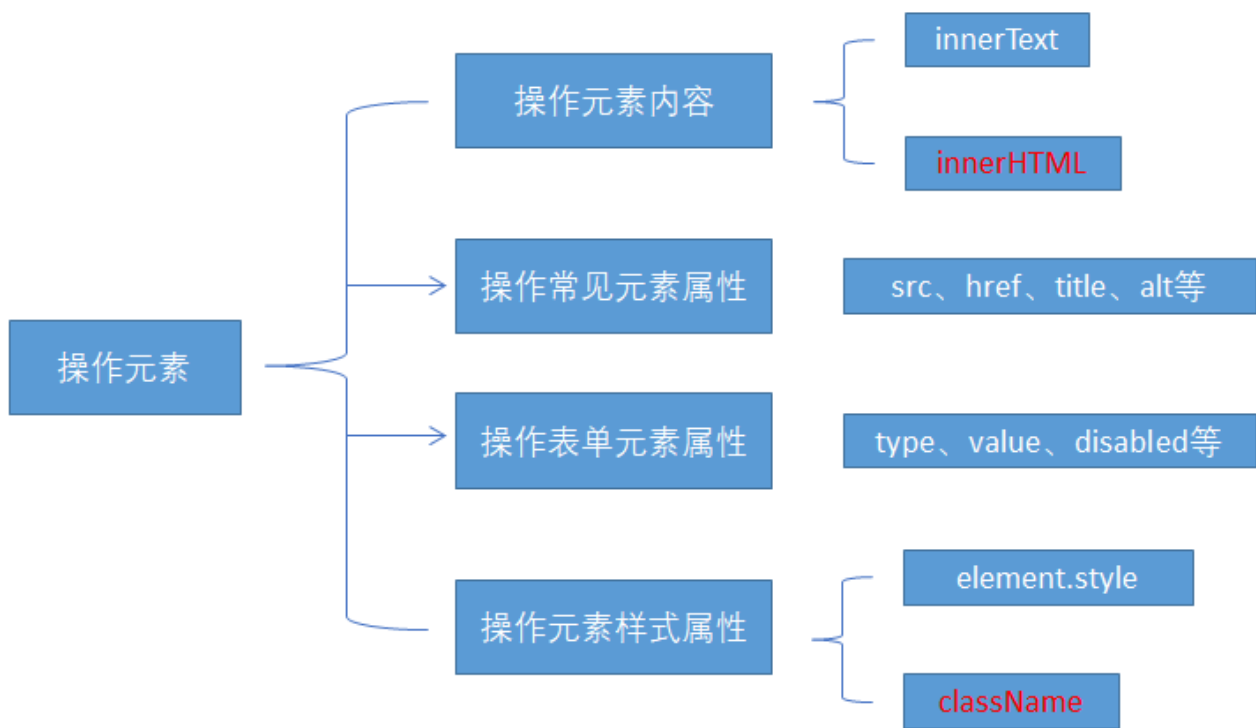 操作元素
操作元素内容
innerText
innerHTML
操作常见元素属性
src、href、title、alt等
操作表单元素属性
type、value、disabled等
操作元素样式属性
element.style
className